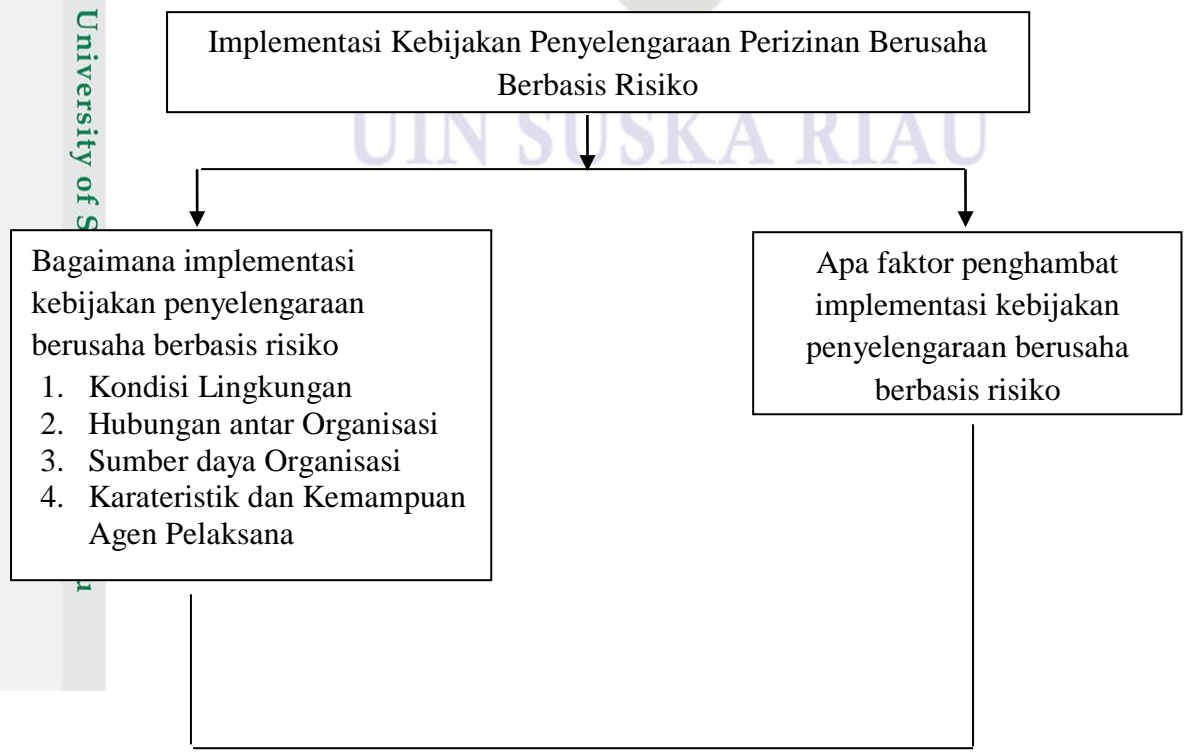 Implementasi Kebijakan Penyelengaraan Perizinan Berusaha
Berbasis Risiko
UIN SUSKA RIAU
University of S
u
Bagaimana implementasi
kebijakan penyelengaraan
berusaha berbasis risiko
1. Kondisi Lingkungan
2. Hubungan antar Organisasi
3. Sumber daya Organisasi
4. Karateristik dan Kemampuan
Agen Pelaksana
Apa faktor penghambat
implementasi kebijakan
penyelengaraan berusaha
berbasis risiko